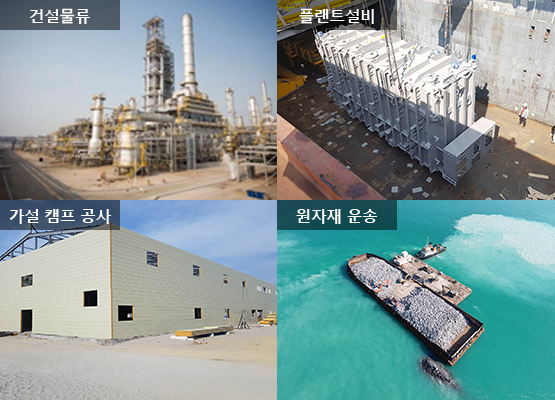 건설물류
플랜트설비
가설 캠프 공사
원자재 운송